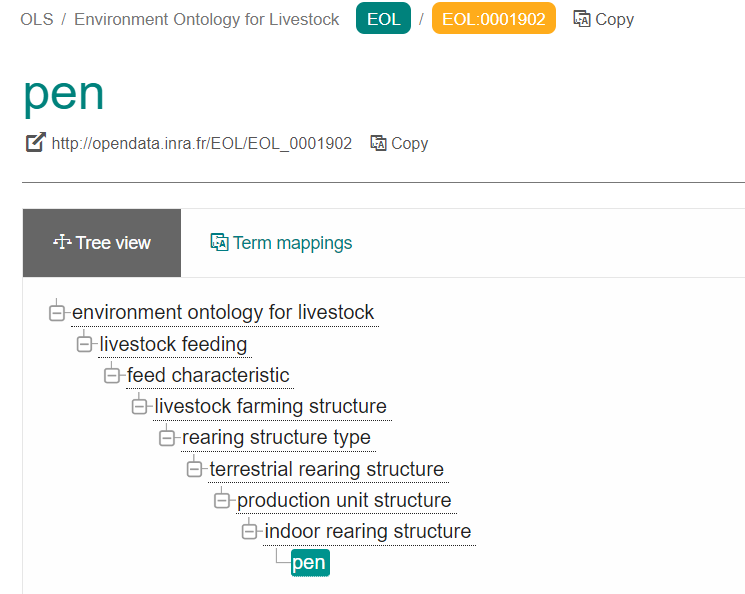 OLS / Environment Ontology for Livestock EOL / EOL:0001902 Copy
pen
http://opendata.inra.fr/EOL/EOL_0001902 Copy
Tree view Term mappings
environment ontology for livestock
livestock feeding
feed characteristic
livestock farming structure
rearing structure type
terrestrial rearing structure
production unit structure
indoor rearing structure
pen